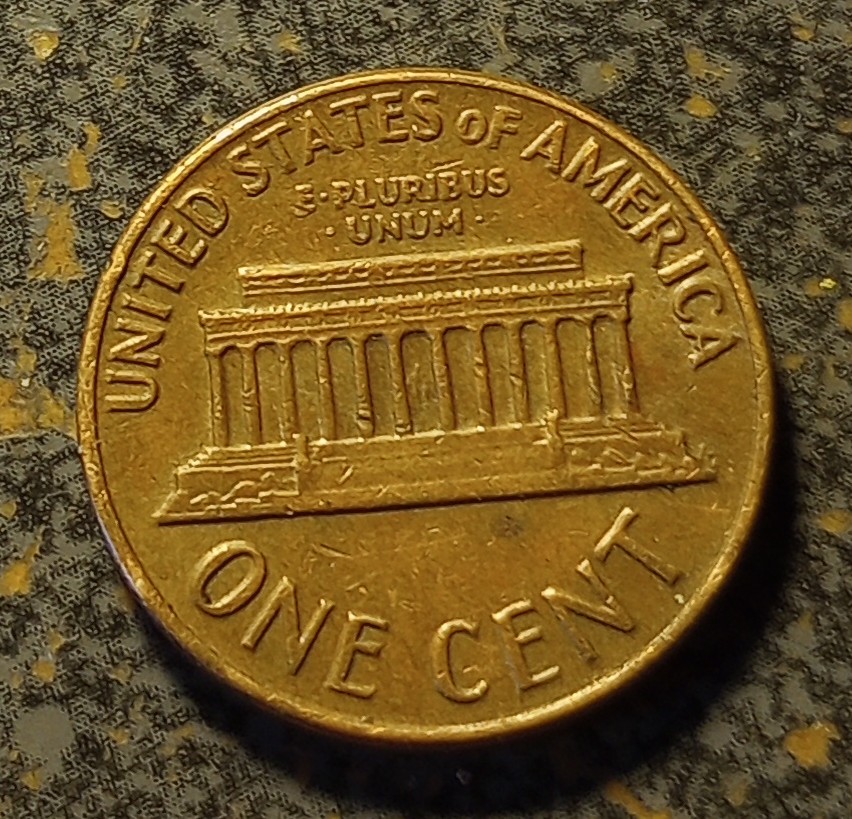 UNITED STATES OF AMERICA
E·PLURIBUS
·UNUM·
ONE CENT